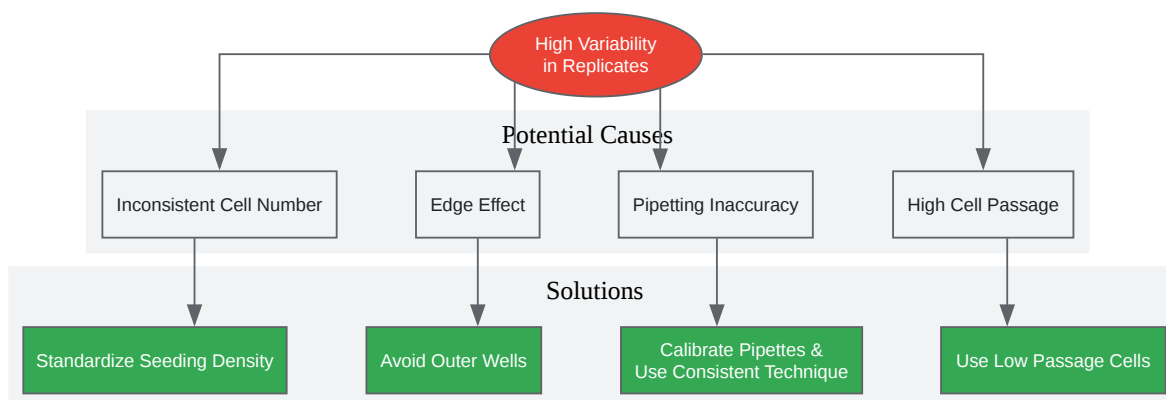 High Variability
in Replicates
Potential Causes
Inconsistent Cell Number
Edge Effect
Pipetting Inaccuracy
High Cell Passage
Solutions
Standardize Seeding Density
Avoid Outer Wells
Calibrate Pipettes &
Use Consistent Technique
Use Low Passage Cells